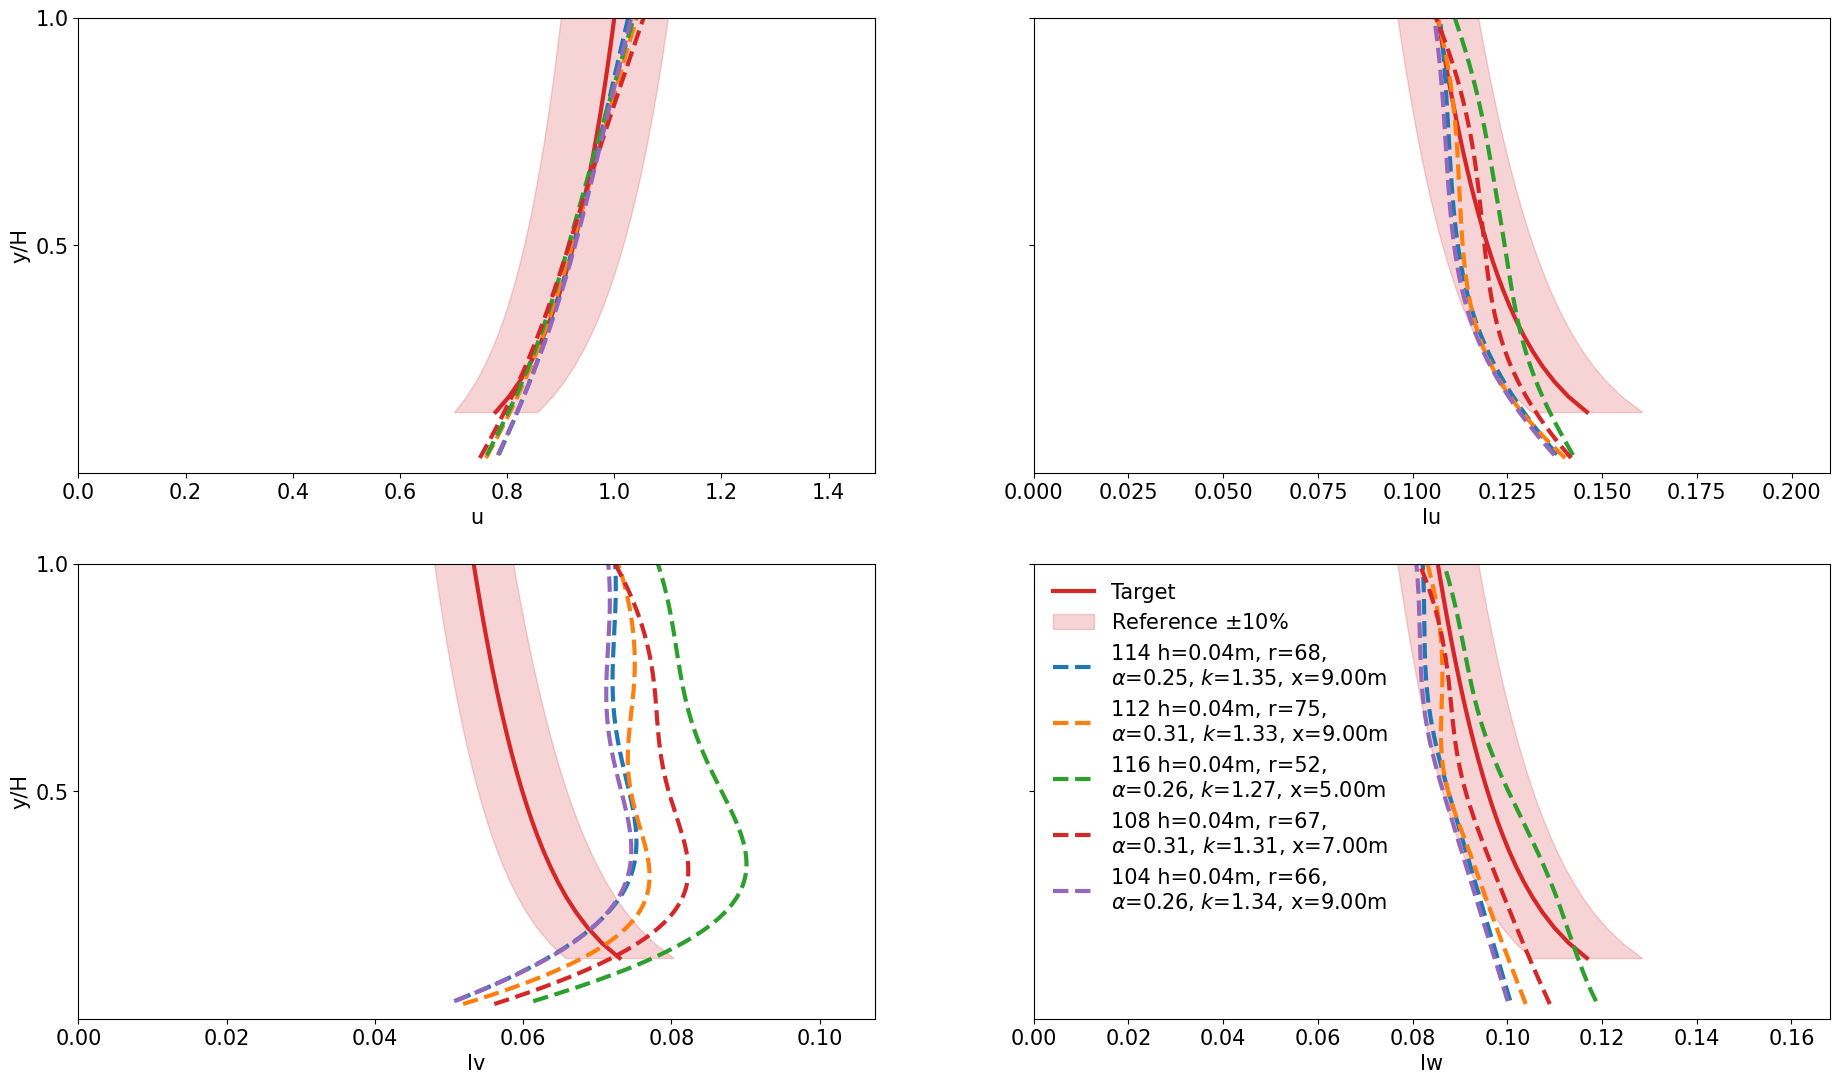 1.0
0.5
y/H
0.0 0.2 0.4 0.6 0.8 1.0 1.2 1.4
u
0.000 0.025 0.050 0.075 0.100 0.125 0.150 0.175 0.200
Iu
1.0
0.5
y/H
0.00 0.02 0.04 0.06 0.08 0.10
Iv
Target
Reference ±10%
114 h=0.04m, r=68,
α=0.25, k=1.35, x=9.00m
112 h=0.04m, r=75,
α=0.31, k=1.33, x=9.00m
116 h=0.04m, r=52,
α=0.26, k=1.27, x=5.00m
108 h=0.04m, r=67,
α=0.31, k=1.31, x=7.00m
104 h=0.04m, r=66,
α=0.26, k=1.34, x=9.00m
0.00 0.02 0.04 0.06 0.08 0.10 0.12 0.14 0.16
Iw